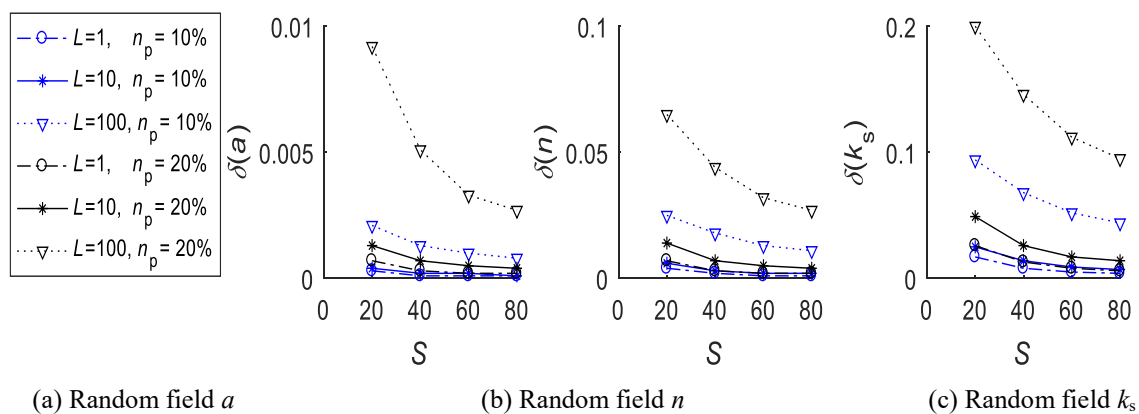 L=1, n_p = 10%
L=10, n_p = 10%
L=100, n_p = 10%
L=1, n_p = 20%
L=10, n_p = 20%
L=100, n_p = 20%
δ(a)
0.01
0.005
0
0 20 40 60 80
S
δ(n)
0.1
0.05
0
0 20 40 60 80
S
δ(k_s)
0.2
0.1
0
0 20 40 60 80
S
(a) Random field a
(b) Random field n
(c) Random field k_s